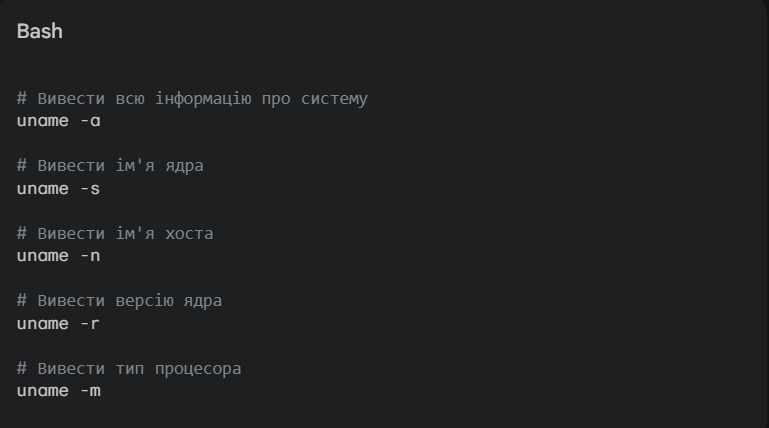 Bash
# Вивести всю інформацію про систему
uname -a
# Вивести ім'я ядра
uname -s
# Вивести ім'я хоста
uname -n
# Вивести версію ядра
uname -r
# Вивести тип процесора
uname -m